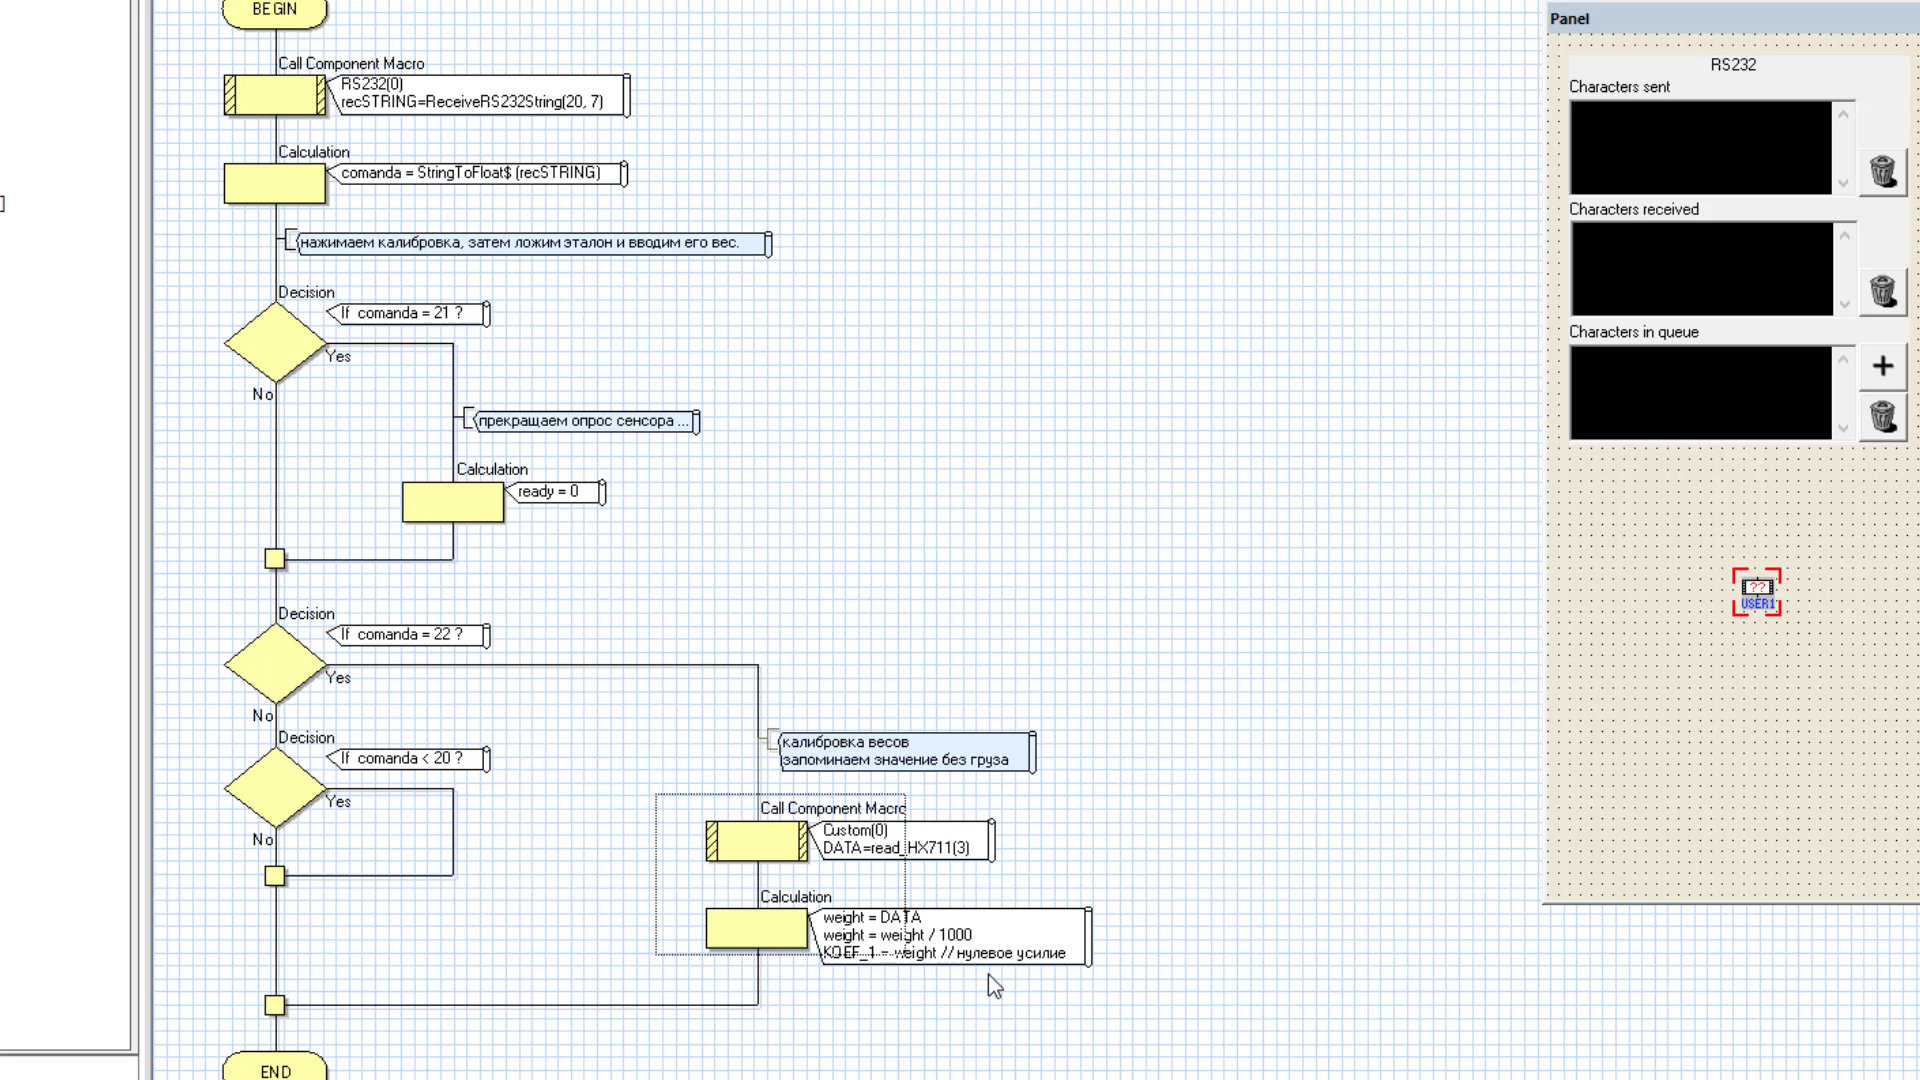 BEGIN
Call Component Macro
RS232(0)
recSTRING=ReceiveRS232String(20, 7)
Calculation
comanda = StringToFloat$ (recSTRING)
нажимаем калибровка, затем ложим эталон и вводим его вес.
Decision
If comanda = 21 ?
Yes
No
прекращаем опрос сенсора ...
Calculation
ready = 0
Decision
If comanda = 22 ?
Yes
No
Decision
If comanda < 20 ?
Yes
No
калибровка весов
запоминаем значение без груза
Call Component Macro
Custom(0)
DATA=read_HX711(3)
Calculation
weight = DATA
weight = weight / 1000
KOEF_1 = weight // нулевое усилие
END
]
Panel
RS232
Characters sent
Characters received
Characters in queue
+
??
USER1